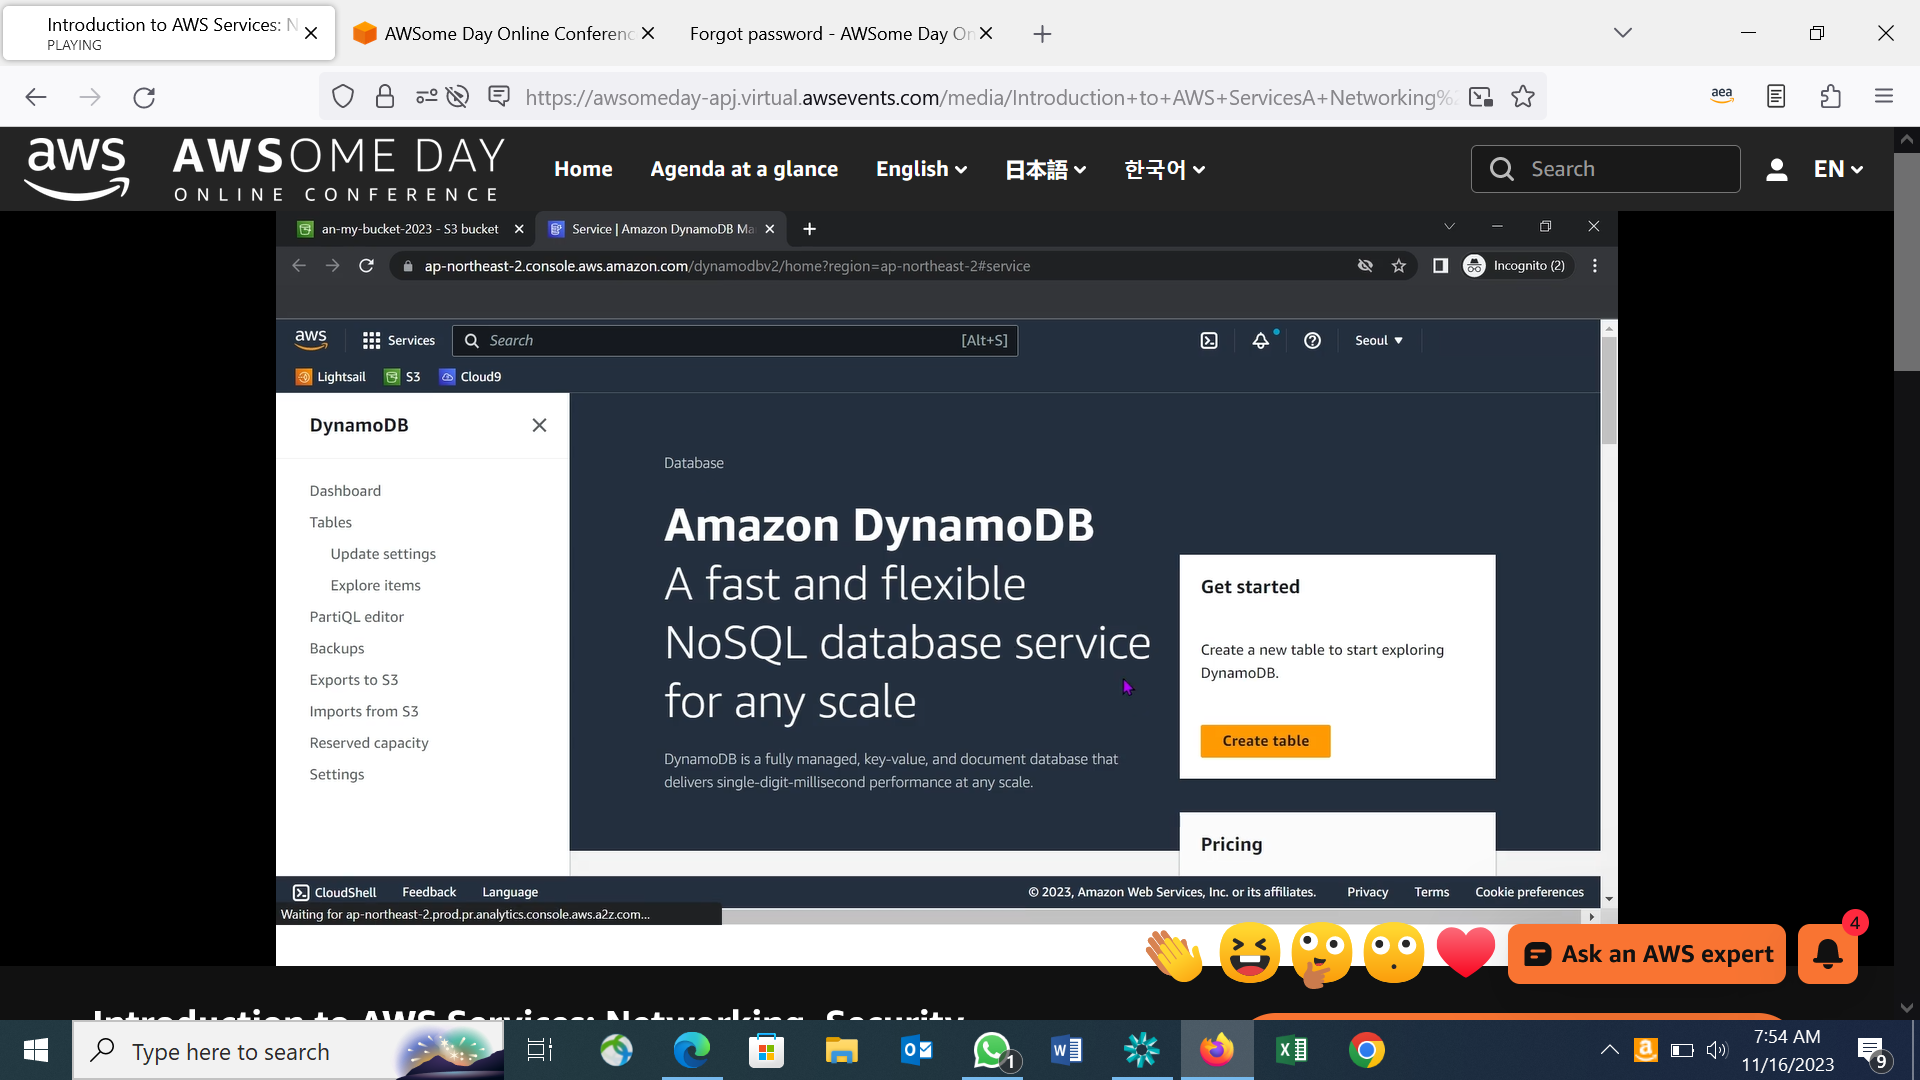 Introduction to AWS Services: N
PLAYING
AWSome Day Online Conferenc
Forgot password - AWSome Day On
https://awsomeday-apj.virtual.awsevents.com/media/Introduction+to+AWS+ServicesA+Networking%2
aea
aws
AWSOME DAY
ONLINE CONFERENCE
Home
Agenda at a glance
English
日本語
한국어
Search
EN
an-my-bucket-2023 - S3 bucket
Service | Amazon DynamoDB Ma
ap-northeast-2.console.aws.amazon.com/dynamodbv2/home?region=ap-northeast-2#service
Incognito (2)
aws
Services
Search
[Alt+S]
Seoul
Lightsail
S3
Cloud9
DynamoDB
Dashboard
Tables
Update settings
Explore items
PartiQL editor
Backups
Exports to S3
Imports from S3
Reserved capacity
Settings
Database
Amazon DynamoDB
A fast and flexible
NoSQL database service
for any scale
DynamoDB is a fully managed, key-value, and document database that
delivers single-digit-millisecond performance at any scale.
Get started
Create a new table to start exploring
DynamoDB.
Create table
Pricing
CloudShell
Feedback
Language
© 2023, Amazon Web Services, Inc. or its affiliates.
Privacy
Terms
Cookie preferences
Waiting for ap-northeast-2.prod.pr.analytics.console.aws.a2z.com...
Ask an AWS expert
4
Introduction to AWS Services: Networking, Security
Type here to search
1
7:54 AM
11/16/2023
9